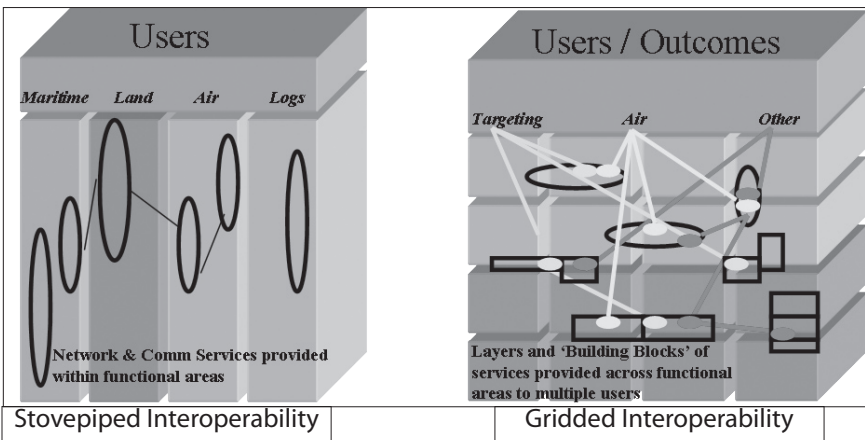 Users
Maritime Land Air Logs
Network & Comm Services provided
within functional areas
Stovepiped Interoperability
Users / Outcomes
Targeting Air Other
Layers and ‘Building Blocks’ of
services provided across functional
areas to multiple users
Gridded Interoperability